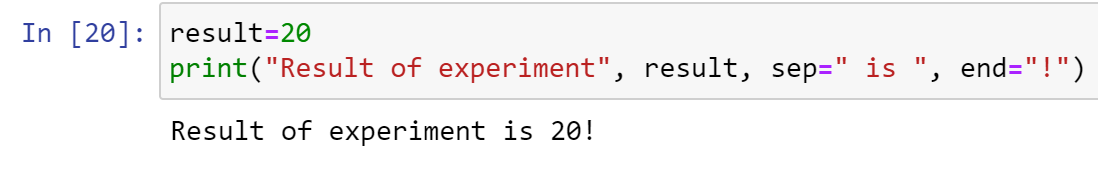 In [20]: result=20
print("Result of experiment", result, sep=" is ", end="!")
Result of experiment is 20!